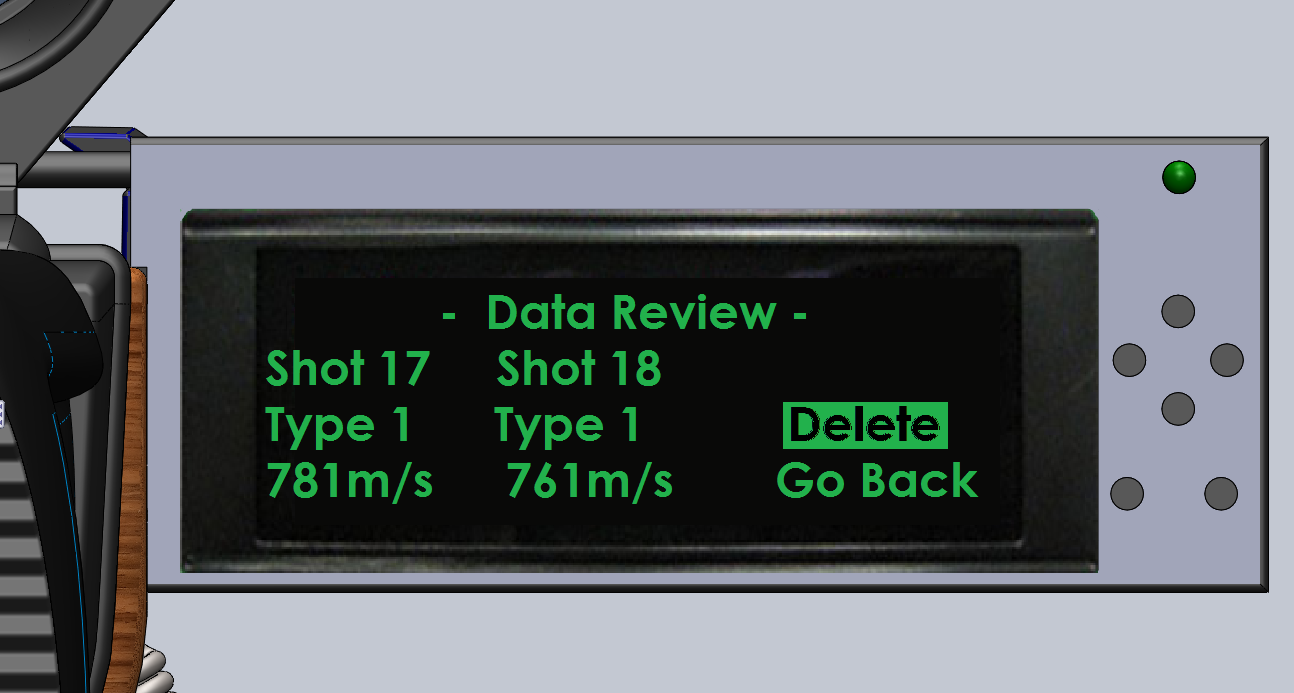 - Data Review -
Shot 17 Shot 18
Type 1 Type 1 Delete
781m/s 761m/s Go Back